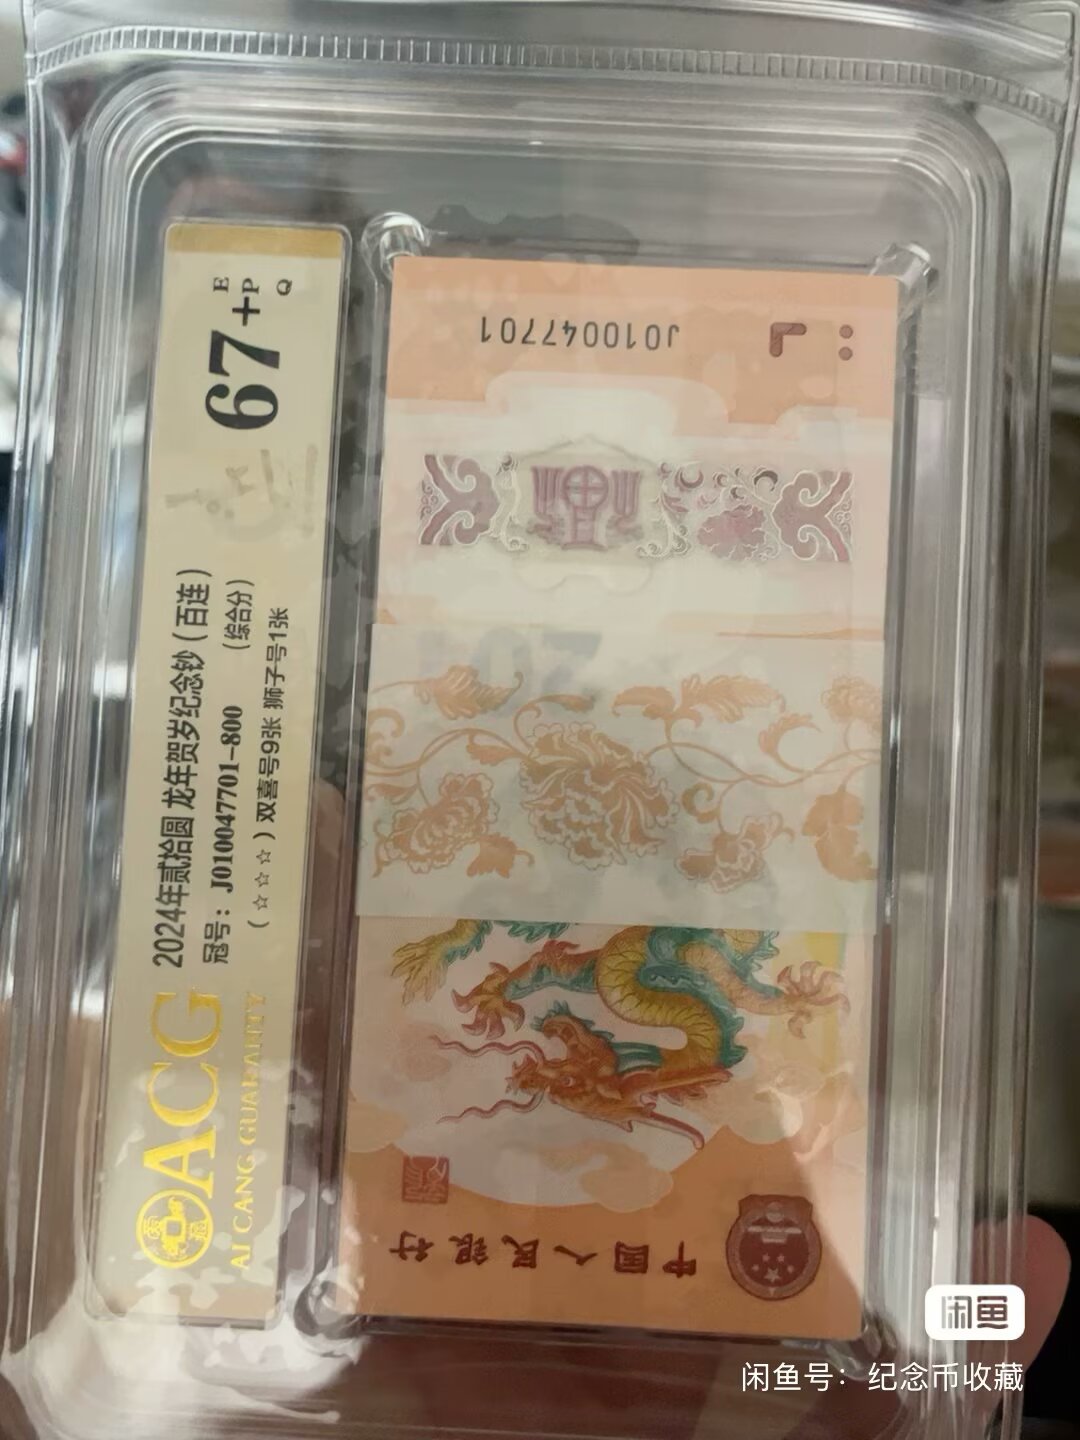 ACG
AI CANG GUARANTY
2024年贰拾圆 龙年贺岁纪念钞（百连）
冠号：J010047701-800 （综合分）
（☆☆☆）双喜号9张 狮子号1张
67+
E
P
Q
J010047701
中国人民银行
闲鱼
闲鱼号：纪念币收藏